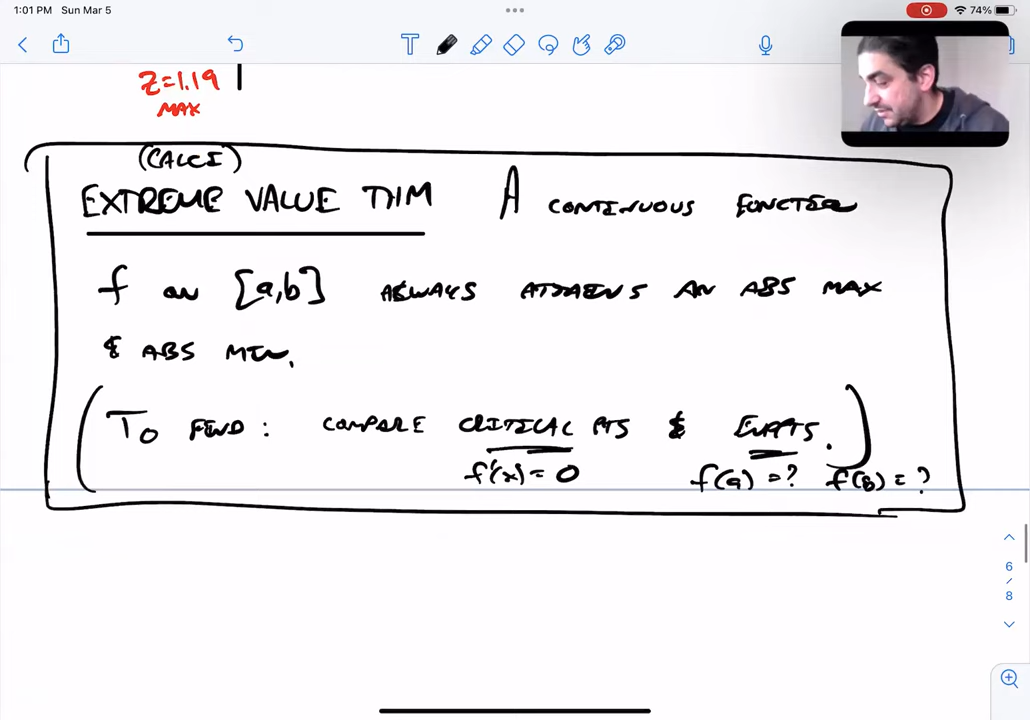 1:01 PM Sun Mar 5
74%
Z=1.19
MAX
(CALC I)
EXTREME VALUE THM A CONTINUOUS FUNCTION
f on [a,b] ALWAYS ATTAINS AN ABS MAX
& ABS MIN.
(TO FIND: COMPARE CRITICAL PTS & ENDPTS.)
f'(x)=0 f(a)=? f(b)=?
6
/
8